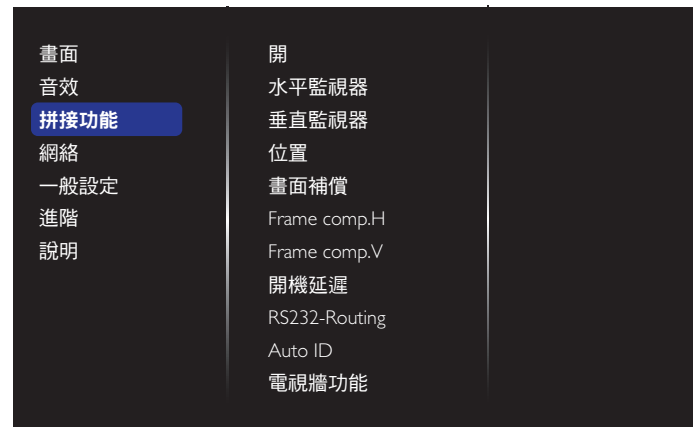 畫面
音效
拼接功能
網絡
一般設定
進階
說明
開
水平監視器
垂直監視器
位置
畫面補償
Frame comp.H
Frame comp.V
開機延遲
RS232-Routing
Auto ID
電視牆功能